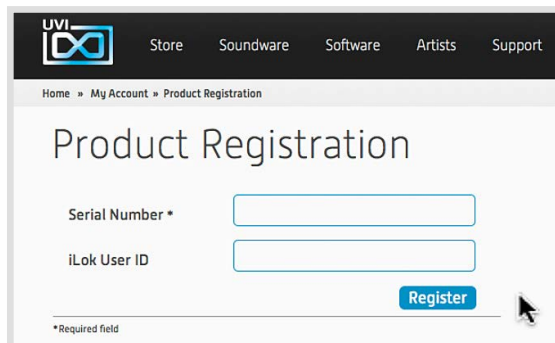 UVI
Store Soundware Software Artists Support
Home » My Account » Product Registration
Product Registration
Serial Number *
iLok User ID
Register
*Required field